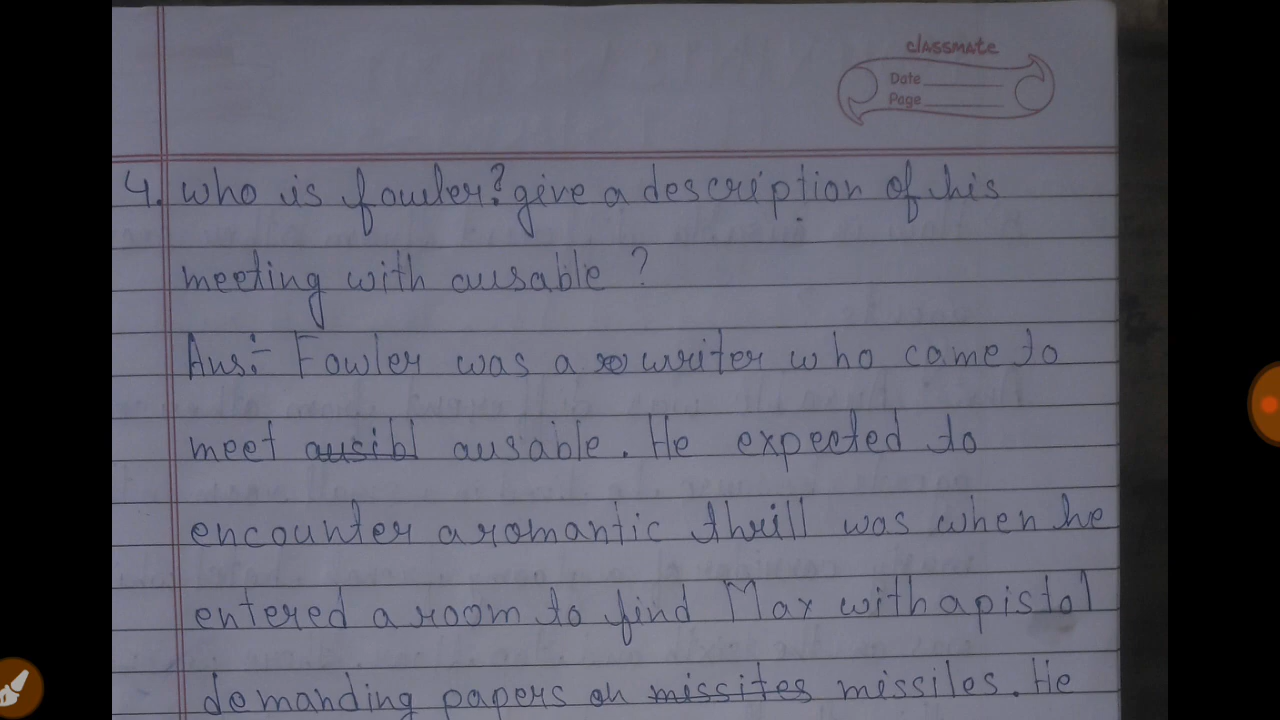 classmate
Date
Page
4. who is fowler? give a description of his
meeting with ausable ?
Ans:- Fowler was a writer who came to
meet ausibl ausable. He expected to
encounter a romantic thrill was when he
entered a room to find Max with a pistol
demanding papers on missites missiles. He